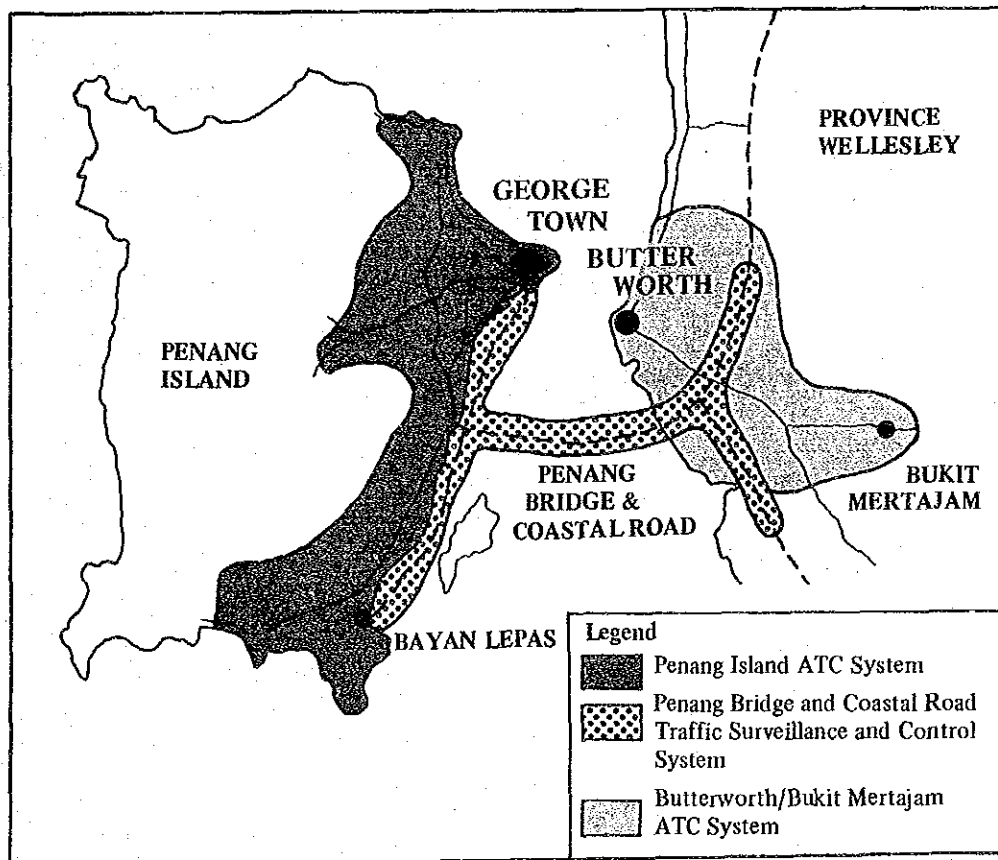 PROVINCE
WELLESLEY
GEORGE
TOWN
BUTTER
WORTH
PENANG
ISLAND
PENANG
BRIDGE &
COASTAL ROAD
BUKIT
MERTAJAM
BAYAN LEPAS
Legend
Penang Island ATC System
Penang Bridge and Coastal Road
Traffic Surveillance and Control
System
Butterworth/Bukit Mertajam
ATC System